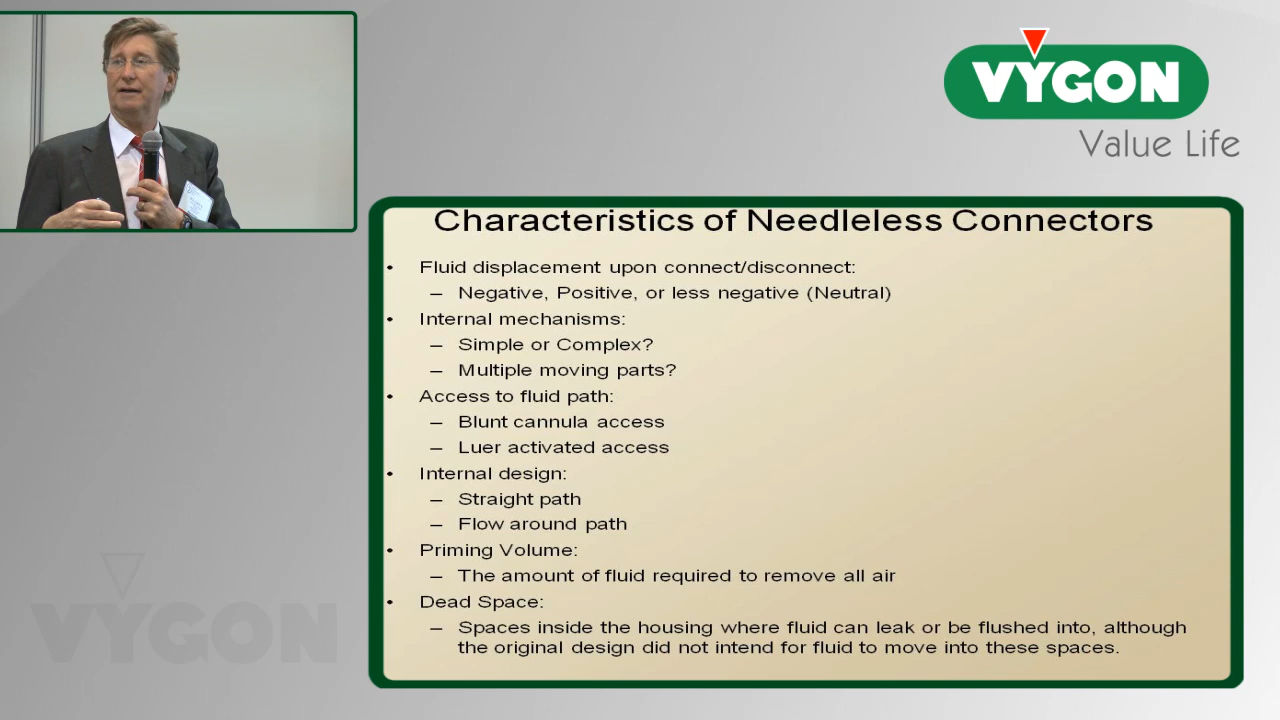 VYGON
Value Life
Characteristics of Needleless Connectors
• Fluid displacement upon connect/disconnect:
– Negative, Positive, or less negative (Neutral)
• Internal mechanisms:
– Simple or Complex?
– Multiple moving parts?
• Access to fluid path:
– Blunt cannula access
– Luer activated access
• Internal design:
– Straight path
– Flow around path
• Priming Volume:
– The amount of fluid required to remove all air
• Dead Space:
– Spaces inside the housing where fluid can leak or be flushed into, although
the original design did not intend for fluid to move into these spaces.
VYGON